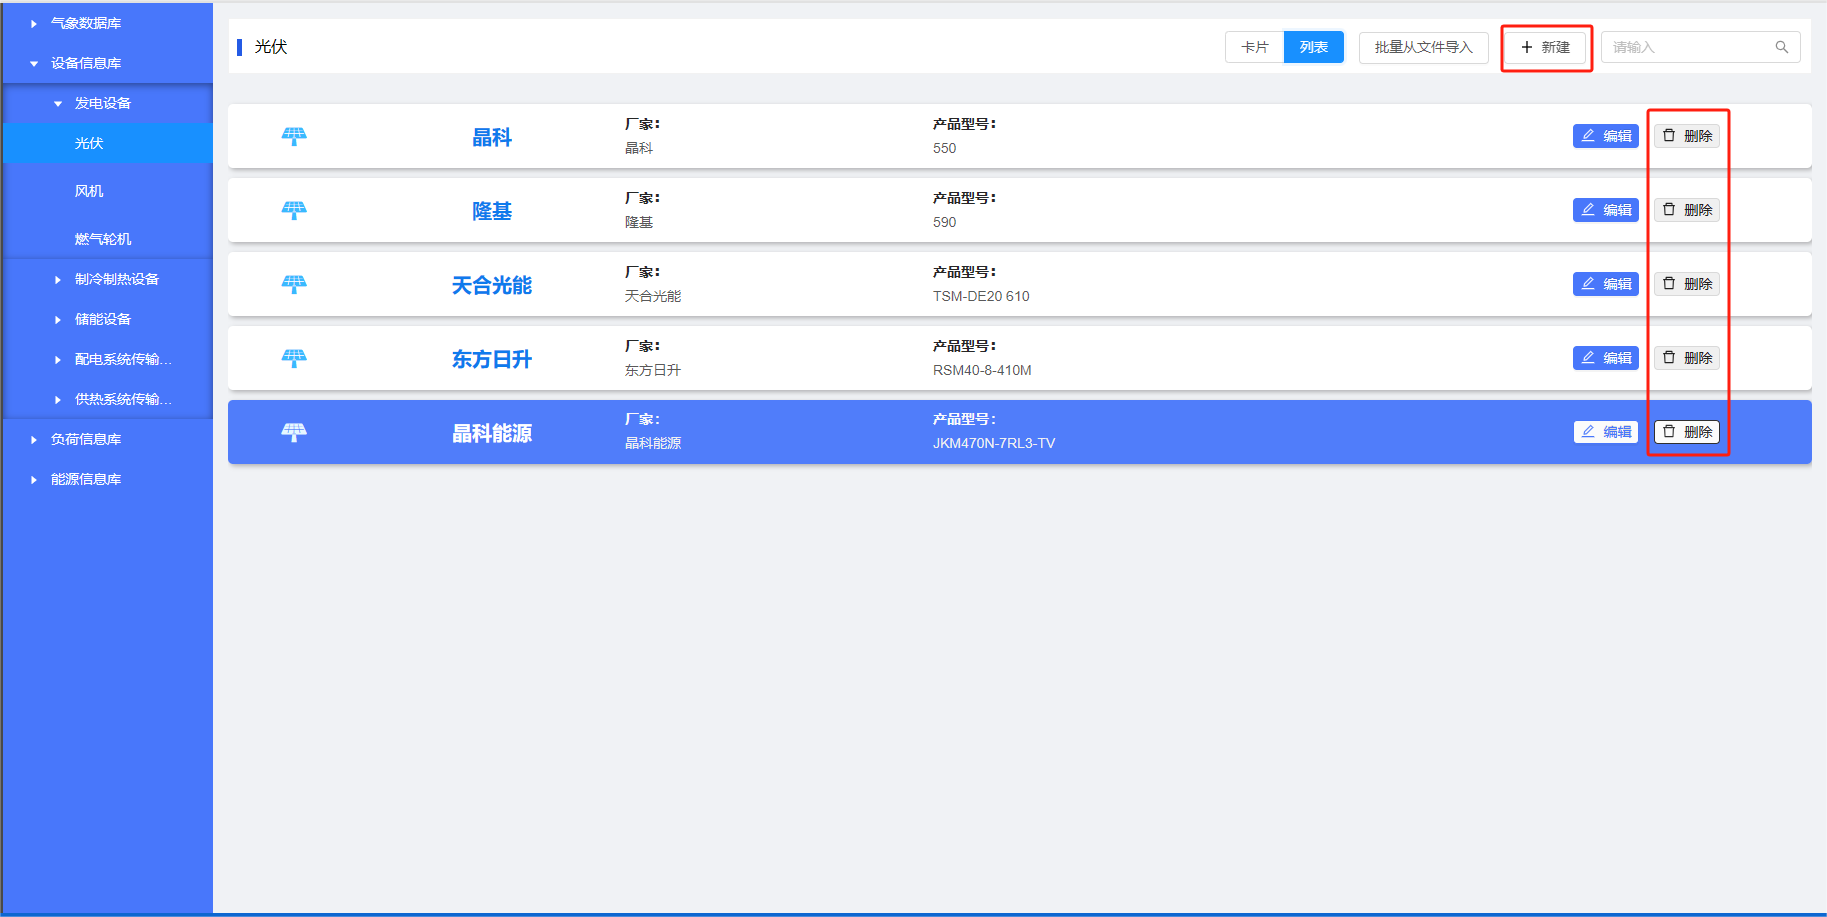 气象数据库
设备信息库
发电设备
光伏
风机
燃气轮机
制冷制热设备
储能设备
配电系统传输...
供热系统传输...
负荷信息库
能源信息库
光伏
卡片 列表 批量从文件导入 + 新建 请输入
晶科 厂家: 产品型号: 编辑 删除
晶科 550
隆基 厂家: 产品型号: 编辑 删除
隆基 590
天合光能 厂家: 产品型号: 编辑 删除
天合光能 TSM-DE20 610
东方日升 厂家: 产品型号: 编辑 删除
东方日升 RSM40-8-410M
晶科能源 厂家: 产品型号: 编辑 删除
晶科能源 JKM470N-7RL3-TV